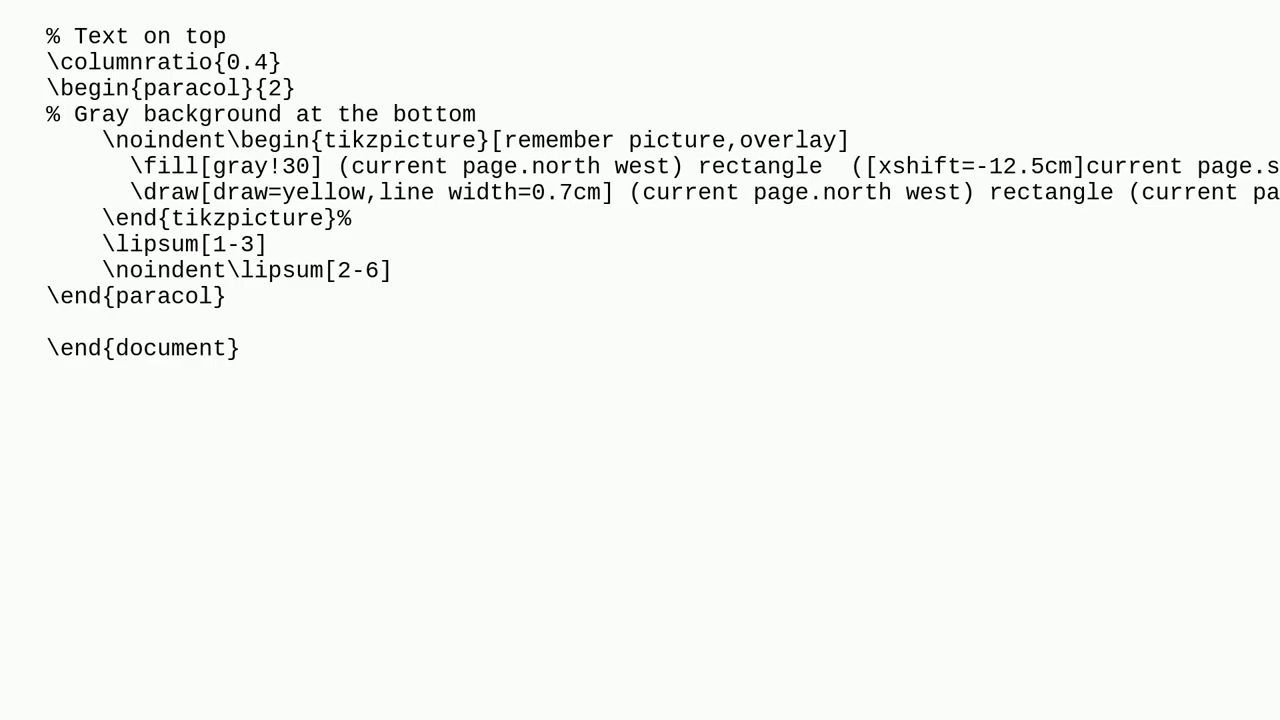 % Text on top
\columnratio{0.4}
\begin{paracol}{2}
% Gray background at the bottom
    \noindent\begin{tikzpicture}[remember picture,overlay]
      \fill[gray!30] (current page.north west) rectangle  ([xshift=-12.5cm]current page.s
      \draw[draw=yellow,line width=0.7cm] (current page.north west) rectangle (current pa
    \end{tikzpicture}%
    \lipsum[1-3]
    \noindent\lipsum[2-6]
\end{paracol}

\end{document}